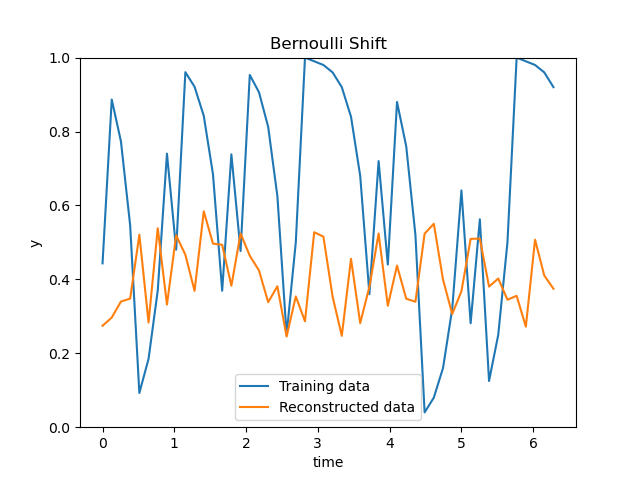 Bernoulli Shift
1.0
0.8
0.6
0.4
0.2
0.0
y
Training data
Reconstructed data
0 1 2 3 4 5 6
time